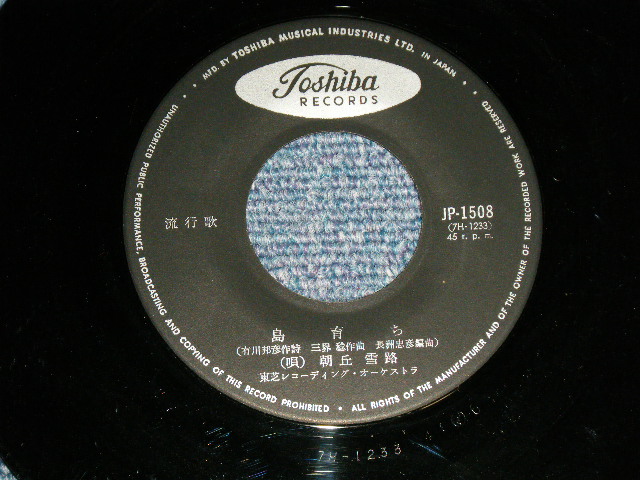 MFD. BY TOSHIBA MUSICAL INDUSTRIES LTD. IN JAPAN
Toshiba
RECORDS
流行歌
JP-1508
(7H-1233)
45 r. p. m.
島育ち
(有川邦彦作詩 三界稔作曲 長洲忠彦編曲)
(唄) 朝丘雪路
東芝レコーディング・オーケストラ
UNAUTHORIZED PUBLIC PERFORMANCE, BROADCASTING AND COPYING OF THIS RECORD PROHIBITED • ALL RIGHTS OF THE MANUFACTURER AND OF THE OWNER OF THE RECORDED WORK ARE RESERVED
7H-1233